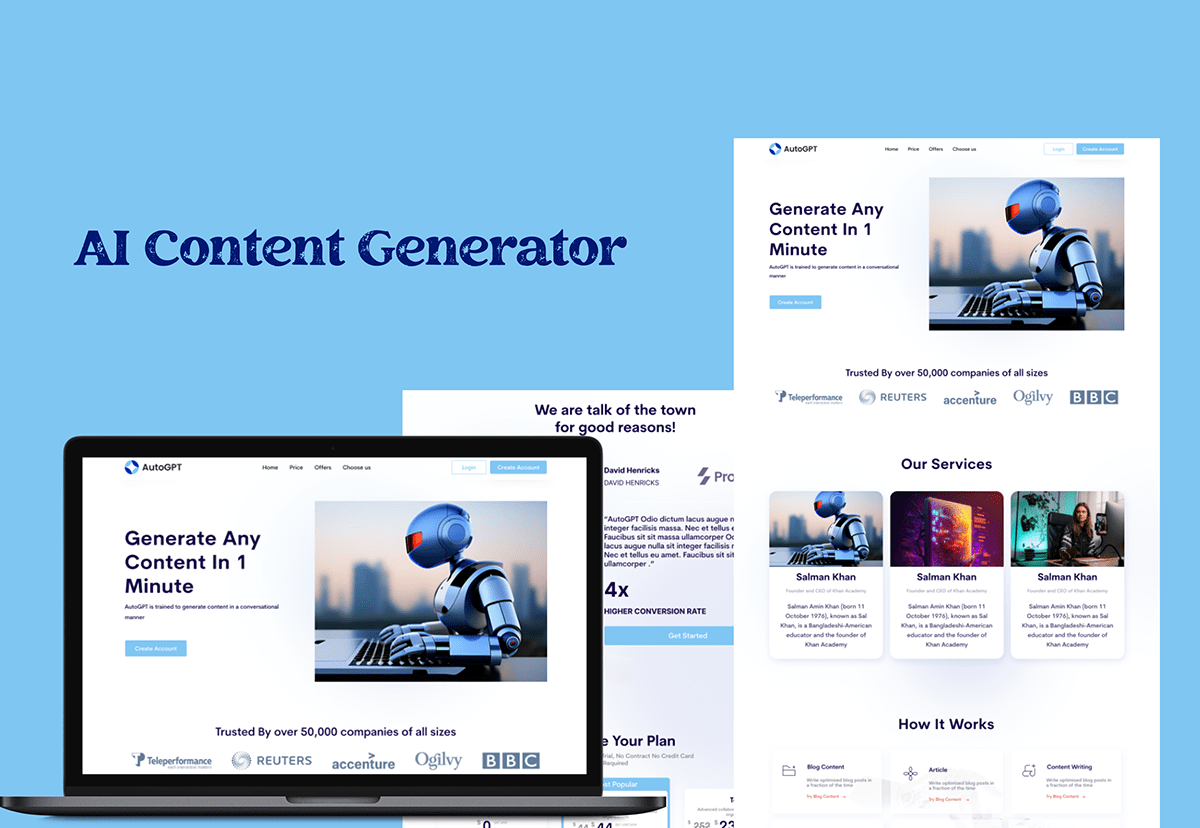 AI Content Generator
AutoGPT
Home Price Offers Choose us
Login
Create Account
Generate Any
Content In 1
Minute
AutoGPT is trained to generate content in a conversational
manner
Create Account
Trusted By over 50,000 companies of all sizes
Teleperformance
REUTERS
accenture
Ogilvy
BBC
We are talk of the town
for good reasons!
David Henricks
DAVID HENRICKS
Pro
“AutoGPT Odio dictum lacus augue n
integer facilisis massa. Nec et tellus e
Faucibus sit sit massa ullamcorper Oc
lacus augue nulla sit integer facilisis r
Nec et tellus eu amet. Faucibus sit sit
ullamcorper .”
4x
HIGHER CONVERSION RATE
Get Started
e Your Plan
rial, No Contract No Credit Card
Required
st Popular
Advanced collabo
$ 0
$ 44 $ 44
$ 252 $ 23
AutoGPT
Home Price Offers Choose us
Login
Create Account
Generate Any
Content In 1
Minute
AutoGPT is trained to generate content in a conversational
manner
Create Account
Trusted By over 50,000 companies of all sizes
Teleperformance
REUTERS
accenture
Ogilvy
BBC
Our Services
Salman Khan
Founder and CEO of Khan Academy
Salman Amin Khan (born 11
October 1976), known as Sal
Khan, is a Bangladeshi-American
educator and the founder of
Khan Academy
Salman Khan
Founder and CEO of Khan Academy
Salman Amin Khan (born 11
October 1976), known as Sal
Khan, is a Bangladeshi-American
educator and the founder of
Khan Academy
Salman Khan
Founder and CEO of Khan Academy
Salman Amin Khan (born 11
October 1976), known as Sal
Khan, is a Bangladeshi-American
educator and the founder of
Khan Academy
How It Works
Blog Content
Write optimised blog posts in
a fraction of the time
Try Blog Content →
Article
Write optimised blog posts in
a fraction of the time
Try Blog Content →
Content Writing
Write optimised blog posts in
a fraction of the time
Try Blog Content →